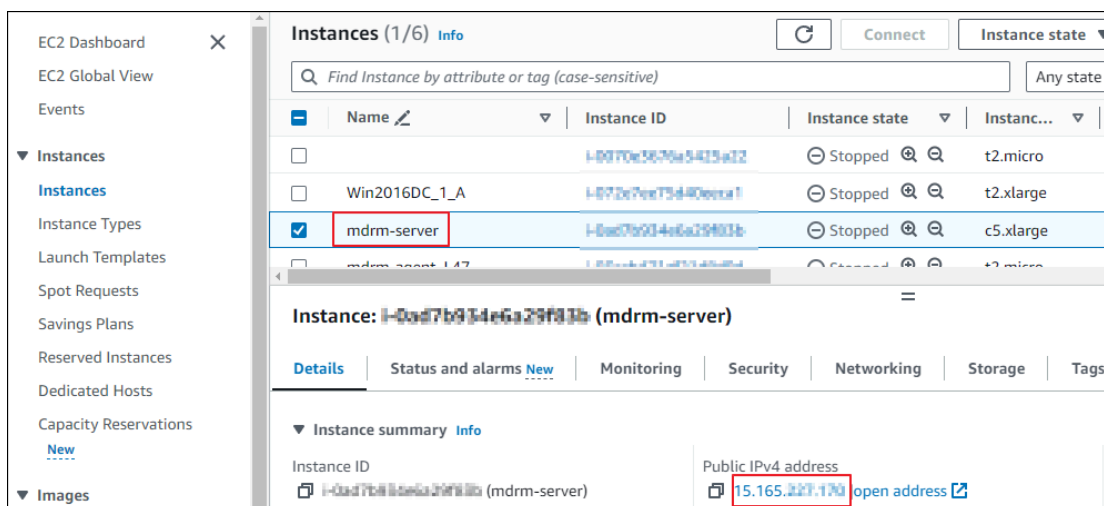 EC2 Dashboard
EC2 Global View
Events
Instances
Instances
Instance Types
Launch Templates
Spot Requests
Savings Plans
Reserved Instances
Dedicated Hosts
Capacity Reservations
New
Images
Instances (1/6) Info
Connect
Instance state
Find Instance by attribute or tag (case-sensitive)
Any state
Name Instance ID Instance state Instanc...
Stopped t2.micro
Win2016DC_1_A Stopped t2.xlarge
mdrm-server Stopped c5.xlarge
Instance: (mdrm-server)
Details Status and alarms New Monitoring Security Networking Storage Tags
Instance summary Info
Instance ID
(mdrm-server)
Public IPv4 address
15.165. open address